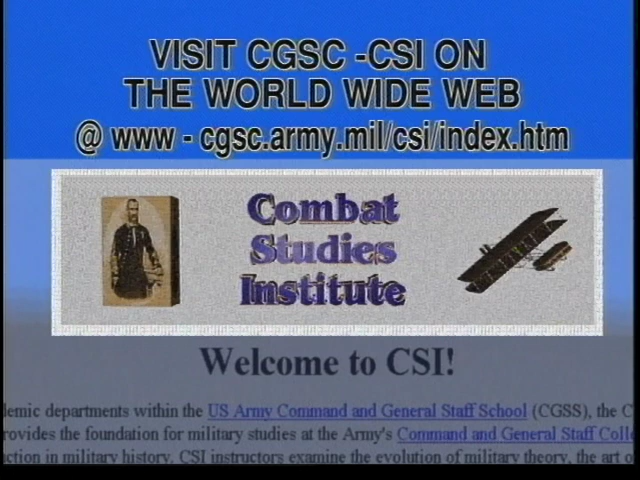 VISIT CGSC -CSI ON
THE WORLD WIDE WEB
@ www - cgsc.army.mil/csi/index.htm
Combat
Studies
Institute
Welcome to CSI!
demic departments within the US Army Command and General Staff School (CGSS), the C
rovides the foundation for military studies at the Army's Command and General Staff Colle
ction in military history. CSI instructors examine the evolution of military theory, the art o